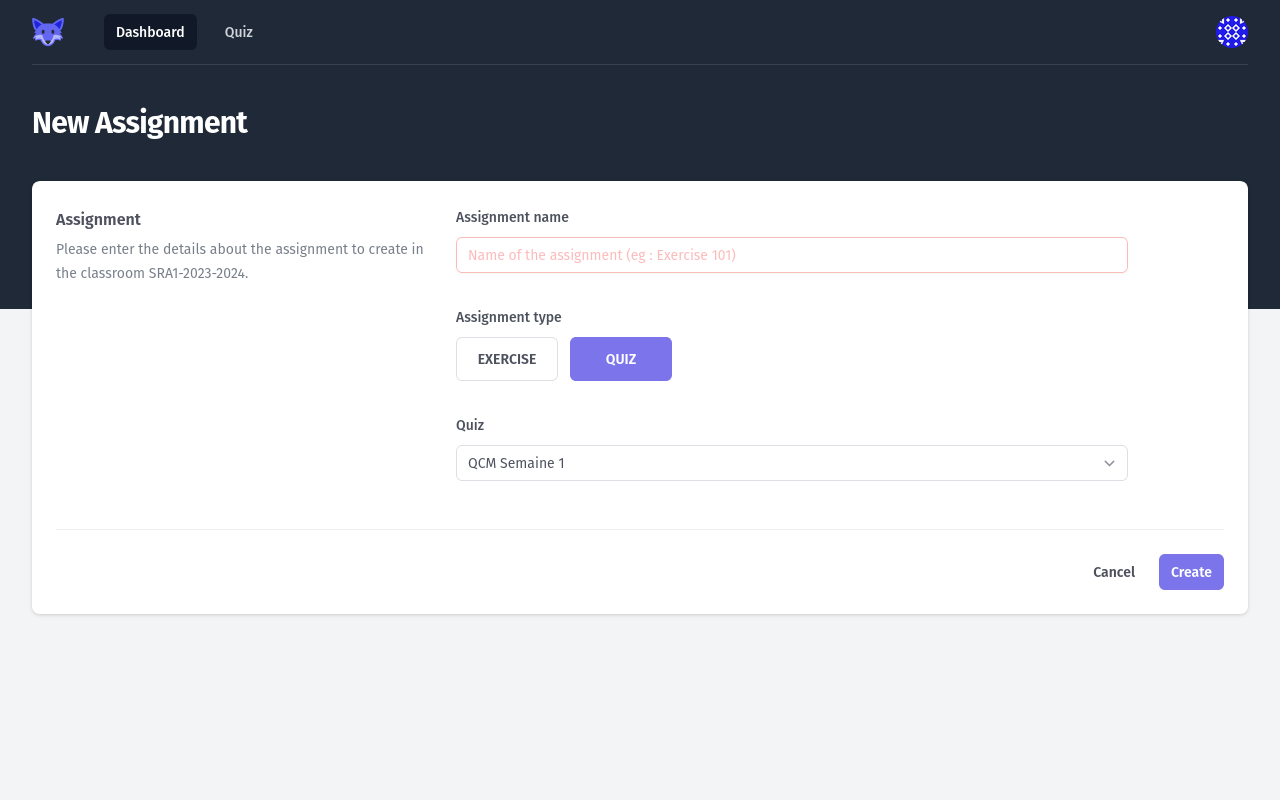 Dashboard
Quiz
New Assignment
Assignment
Please enter the details about the assignment to create in
the classroom SRA1-2023-2024.
Assignment name
Name of the assignment (eg : Exercise 101)
Assignment type
EXERCISE
QUIZ
Quiz
QCM Semaine 1
Cancel
Create